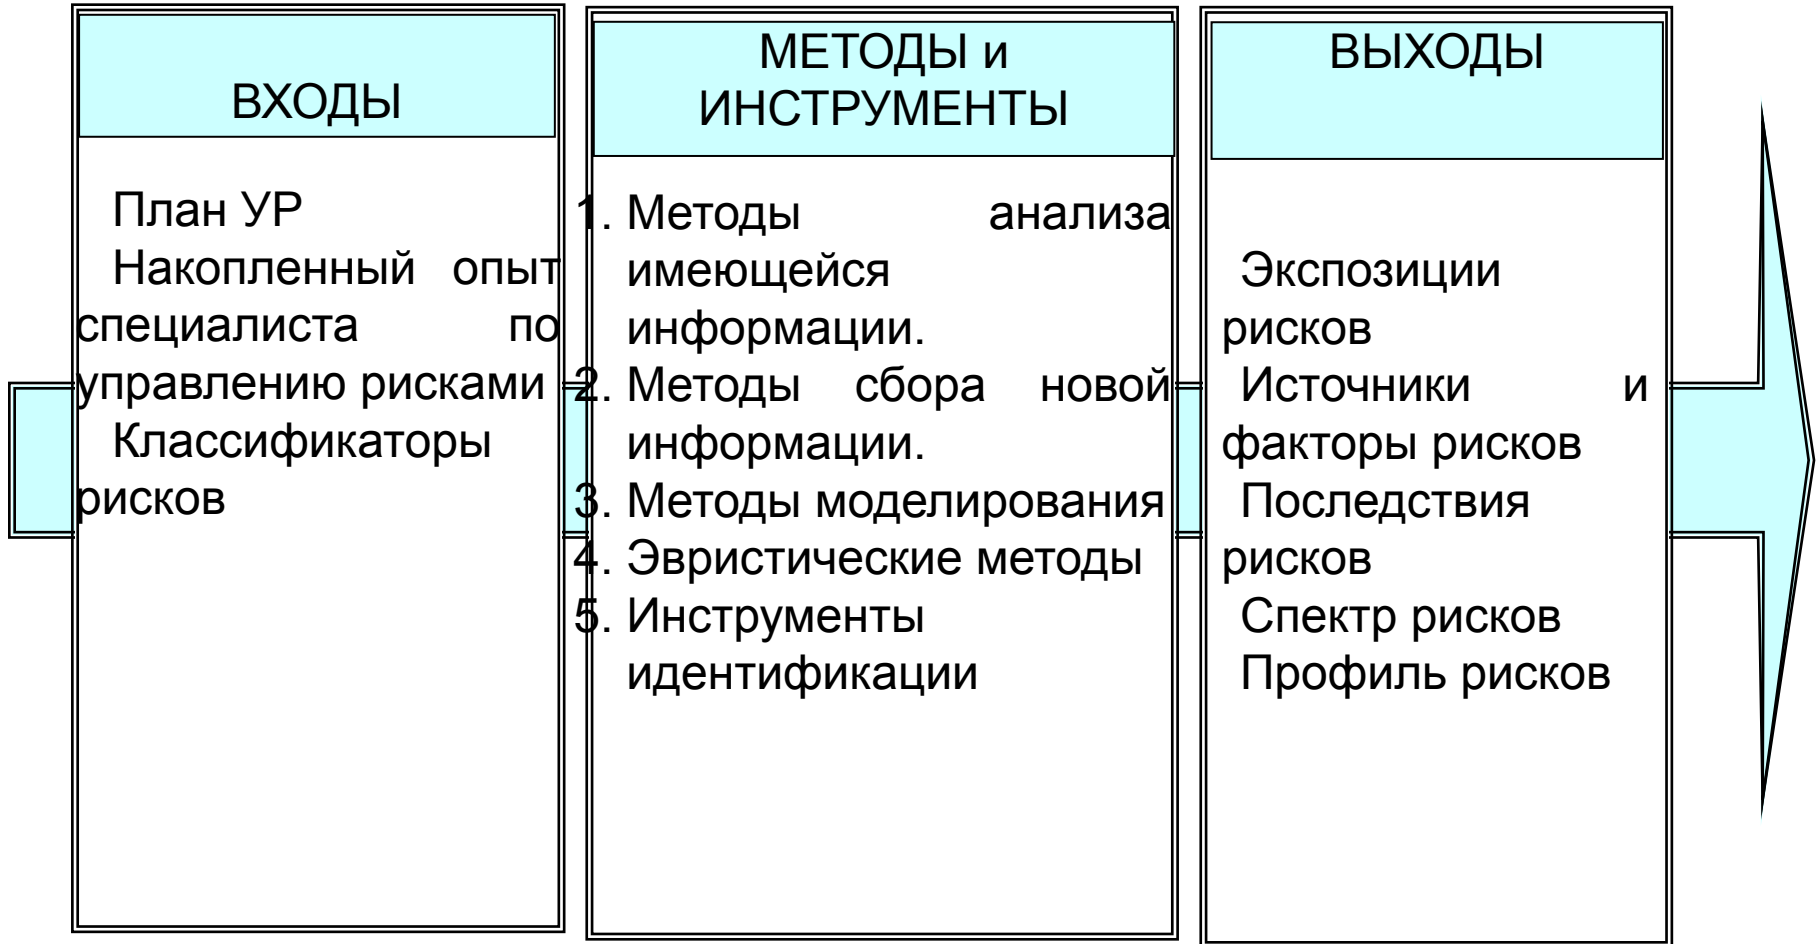 ВХОДЫ
План УР
Накопленный опыт
специалиста по
управлению рисками
Классификаторы
рисков
МЕТОДЫ и
ИНСТРУМЕНТЫ
1. Методы анализа
имеющейся
информации.
2. Методы сбора новой
информации.
3. Методы моделирования
4. Эвристические методы
5. Инструменты
идентификации
ВЫХОДЫ
Экспозиции
рисков
Источники и
факторы рисков
Последствия
рисков
Спектр рисков
Профиль рисков